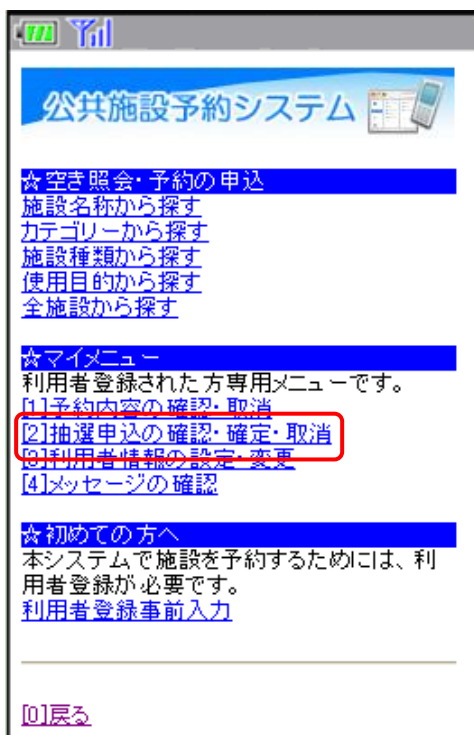 公共施設予約システム
☆空き照会・予約の申込
施設名称から探す
カテゴリーから探す
施設種類から探す
使用目的から探す
全施設から探す
☆マイメニュー
利用者登録された方専用メニューです。
[1]予約内容の確認・取消
[2]抽選申込の確認・確定・取消
[3]利用者情報の設定・変更
[4]メッセージの確認
☆初めての方へ
本システムで施設を予約するためには、利
用者登録が必要です。
利用者登録事前入力
[0]戻る